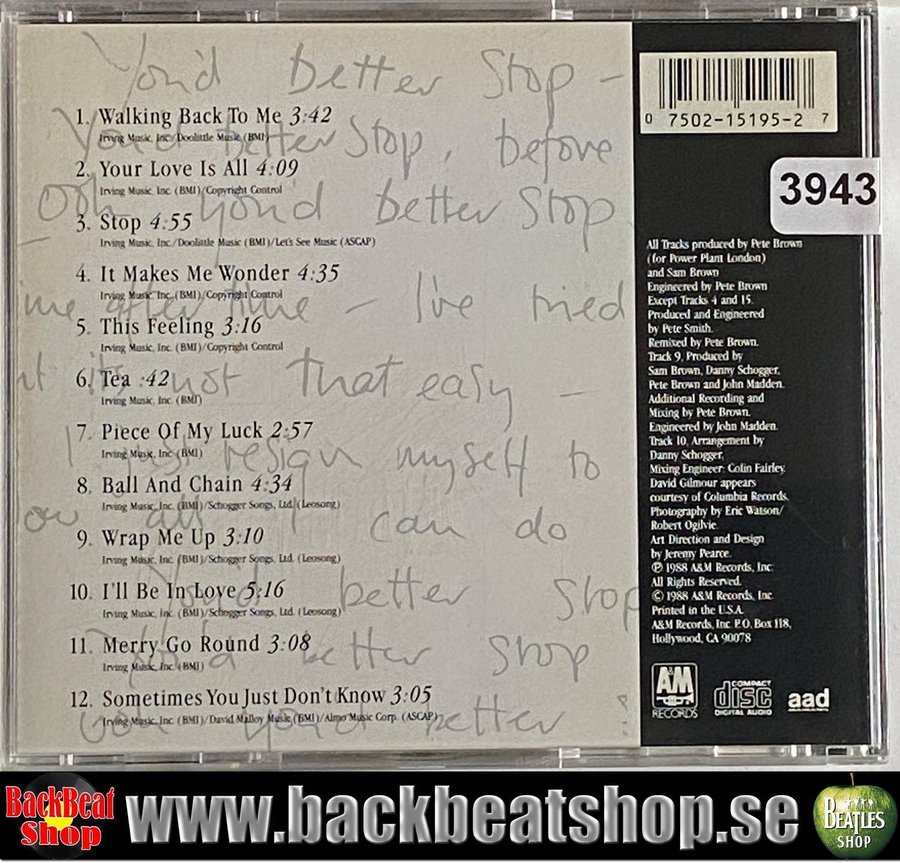 You'd better Stop -
1. Walking Back To Me 3:42
Irving Music, Inc./Doolittle Music (BMI)
You'd better Stop, before
2. Your Love Is All 4:09
Irving Music, Inc. (BMI)/Copyright Control
Ooh you'd better Stop
3. Stop 4:55
Irving Music, Inc./Doolittle Music (BMI)/Let's See Music (ASCAP)
4. It Makes Me Wonder 4:35
Irving Music, Inc. (BMI)/Copyright Control
me after time - I've tried
5. This Feeling 3:16
Irving Music, Inc. (BMI)/Copyright Control
it's not that easy -
6. Tea :42
Irving Music, Inc. (BMI)
7. Piece Of My Luck 2:57
Irving Music, Inc. (BMI)
I just resign myself to
8. Ball And Chain 4:34
Irving Music, Inc. (BMI)/Schogger Songs, Ltd. (Leosong)
all I can do
9. Wrap Me Up 3:10
Irving Music, Inc. (BMI)/Schogger Songs, Ltd. (Leosong)
10. I'll Be In Love 5:16
You'd better Stop
Irving Music, Inc. (BMI)/Schogger Songs, Ltd. (Leosong)
11. Merry Go Round 3:08
better Stop
Irving Music, Inc. (BMI)
12. Sometimes You Just Don't Know 3:05
Irving Music, Inc. (BMI)/David Malloy Music (BMI)/Almo Music Corp. (ASCAP)
you'd better
0 7502-15195-2 7
3943
All Tracks produced by Pete Brown
(for Power Plant London)
and Sam Brown
Engineered by Pete Brown
Except Tracks 4 and 15.
Produced and Engineered
by Pete Smith.
Remixed by Pete Brown.
Track 9, Produced by
Sam Brown, Danny Schogger,
Pete Brown and John Madden.
Additional Recording and
Mixing by Pete Brown.
Engineered by John Madden.
Track 10, Arrangement by
Danny Schogger,
Mixing Engineer: Colin Fairley.
David Gilmour appears
courtesy of Columbia Records.
Photography by Eric Watson/
Robert Ogilvie.
Art Direction and Design
by Jeremy Pearce.
℗ 1988 A&M Records, Inc.
All Rights Reserved.
© 1988 A&M Records, Inc.
Printed in the U.S.A.
A&M Records, Inc. P.O. Box 118,
Hollywood, CA 90078
A&M
RECORDS
COMPACT
disc
DIGITAL AUDIO
aad
BackBeat
Shop
www.backbeatshop.se
BEATLES
SHOP